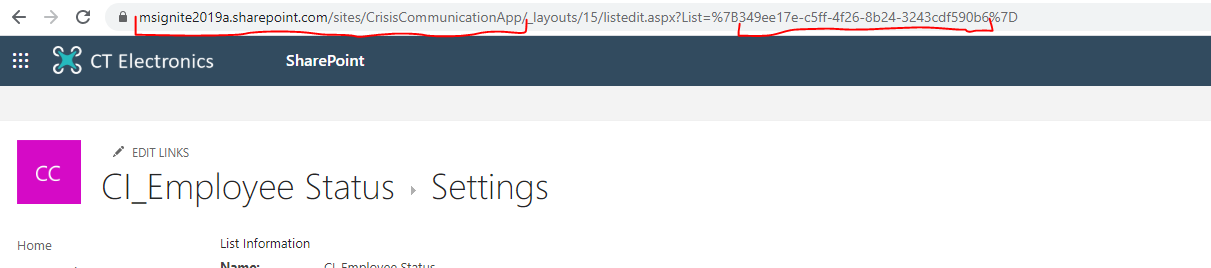 msignite2019a.sharepoint.com/sites/CrisisCommunicationApp/_layouts/15/listedit.aspx?List=%7B349ee17e-c5ff-4f26-8b24-3243cdf590b6%7D
CT Electronics SharePoint
CC
EDIT LINKS
CI_Employee Status Settings
Home
List Information
Name: CI_Employee Status